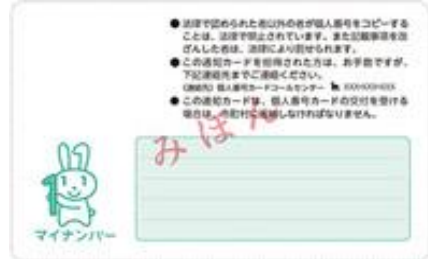 ● 法律で認められた者以外の者が個人番号をコピーする
ことは、法律で禁止されています。また記載事項を改
ざんした者は、法律により罰せられます。
● この通知カードを拾得された方は、お手数ですが、
下記連絡先までご連絡ください。
(連絡先) 個人番号カードコールセンター XXXX-XXXX-XXXX
● この通知カードは、個人番号カードの交付を受ける
場合は、市町村に返納しなければなりません。
みほん
マイナンバー